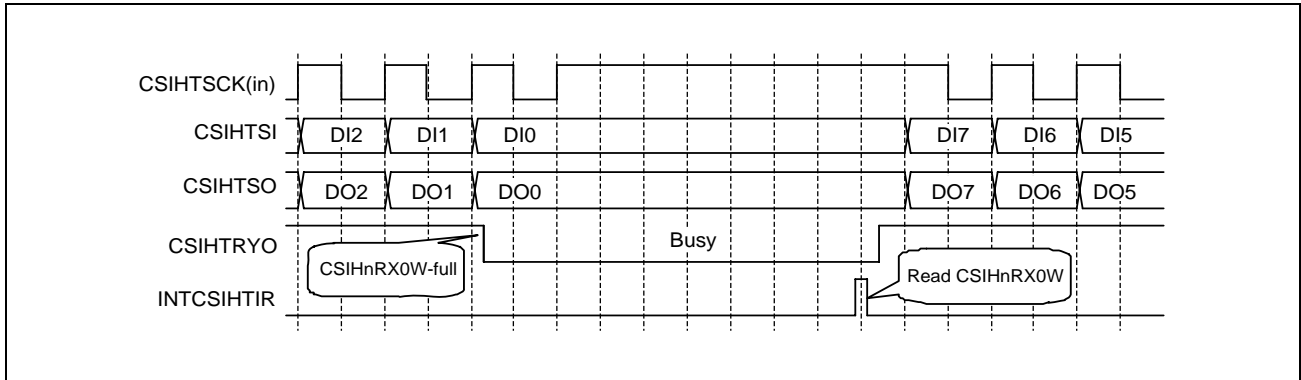 CSIHTSCK(in)
CSIHTSI DI2 DI1 DI0 DI7 DI6 DI5
CSIHTSO DO2 DO1 DO0 DO7 DO6 DO5
CSIHTRYO Busy
CSIHnRX0W-full Read CSIHnRX0W
INTCSIHTIR